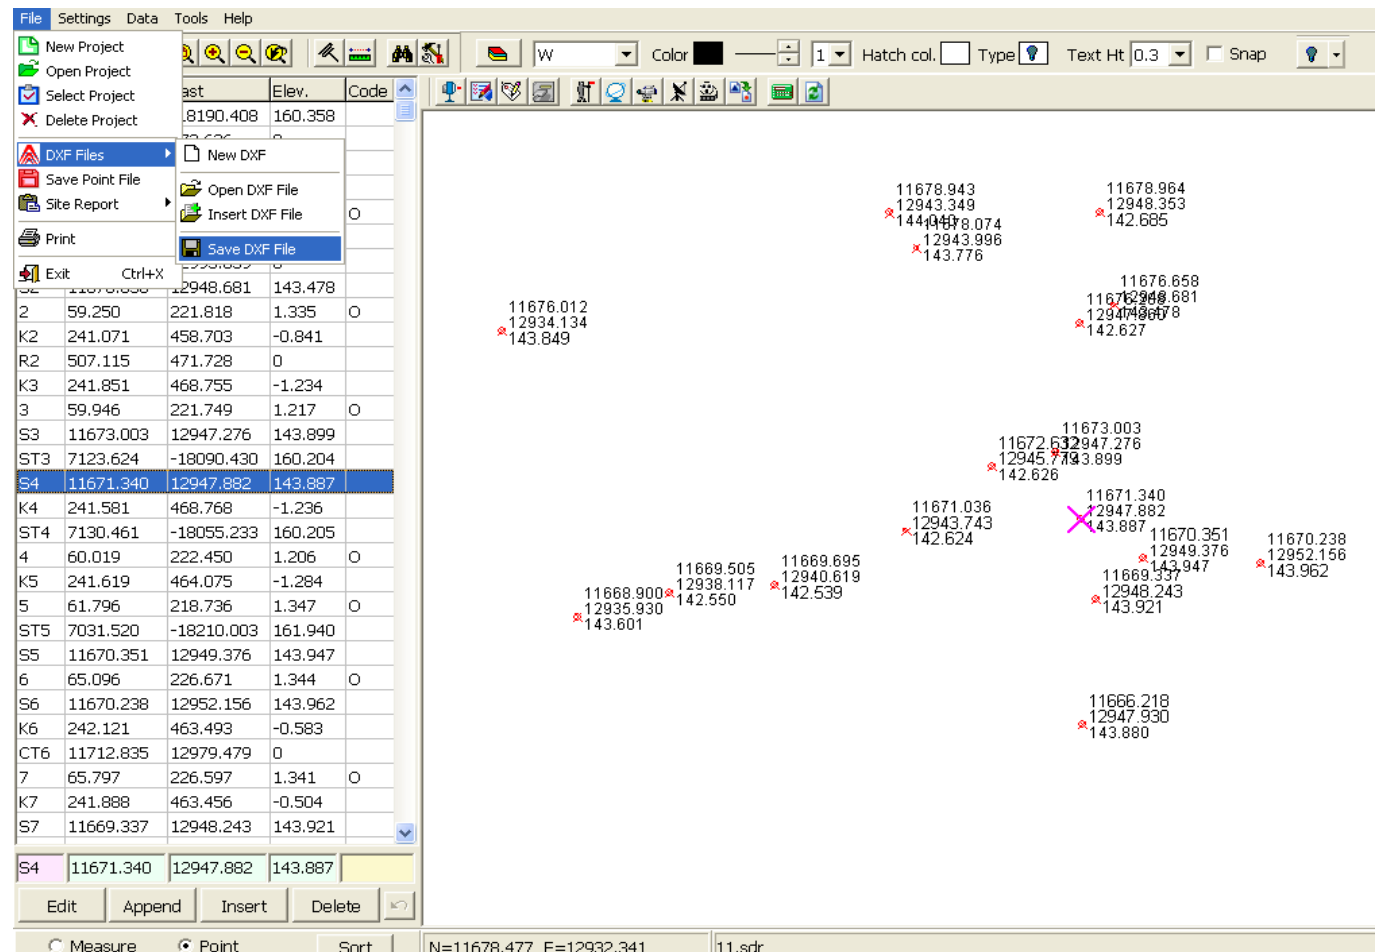 File Settings Data Tools Help
New Project
Open Project
Select Project
Delete Project
DXF Files
Save Point File
Site Report
Print
Exit Ctrl+X
New DXF
Open DXF File
Insert DXF File
Save DXF File
W Color 1 Hatch col. Type Text Ht 0.3 Snap
ast Elev. Code
8190.408 160.358
O
12948.681 143.478
2 59.250 221.818 1.335 O
K2 241.071 458.703 -0.841
R2 507.115 471.728 0
K3 241.851 468.755 -1.234
3 59.946 221.749 1.217 O
S3 11673.003 12947.276 143.899
ST3 7123.624 -18090.430 160.204
S4 11671.340 12947.882 143.887
K4 241.581 468.768 -1.236
ST4 7130.461 -18055.233 160.205
4 60.019 222.450 1.206 O
K5 241.619 464.075 -1.284
5 61.796 218.736 1.347 O
ST5 7031.520 -18210.003 161.940
S5 11670.351 12949.376 143.947
6 65.096 226.671 1.344 O
S6 11670.238 12952.156 143.962
K6 242.121 463.493 -0.583
CT6 11712.835 12979.479 0
7 65.797 226.597 1.341 O
K7 241.888 463.456 -0.504
S7 11669.337 12948.243 143.921
S4 11671.340 12947.882 143.887
Edit Append Insert Delete
Measure Point Sort
N=11678.477 E=12932.341 11.sdr
11678.943
12943.349
12943.996
143.776
11678.964
12948.353
142.685
11676.658
142.627
11676.012
12934.134
143.849
11673.003
12947.276
143.899
142.626
11671.340
12947.882
143.887
11671.036
12943.743
142.624
11670.351
12949.376
143.947
11670.238
12952.156
143.962
11669.337
12948.243
143.921
11669.695
12940.619
142.539
11669.505
12938.117
142.550
11668.900
12935.930
143.601
11666.218
12947.930
143.880